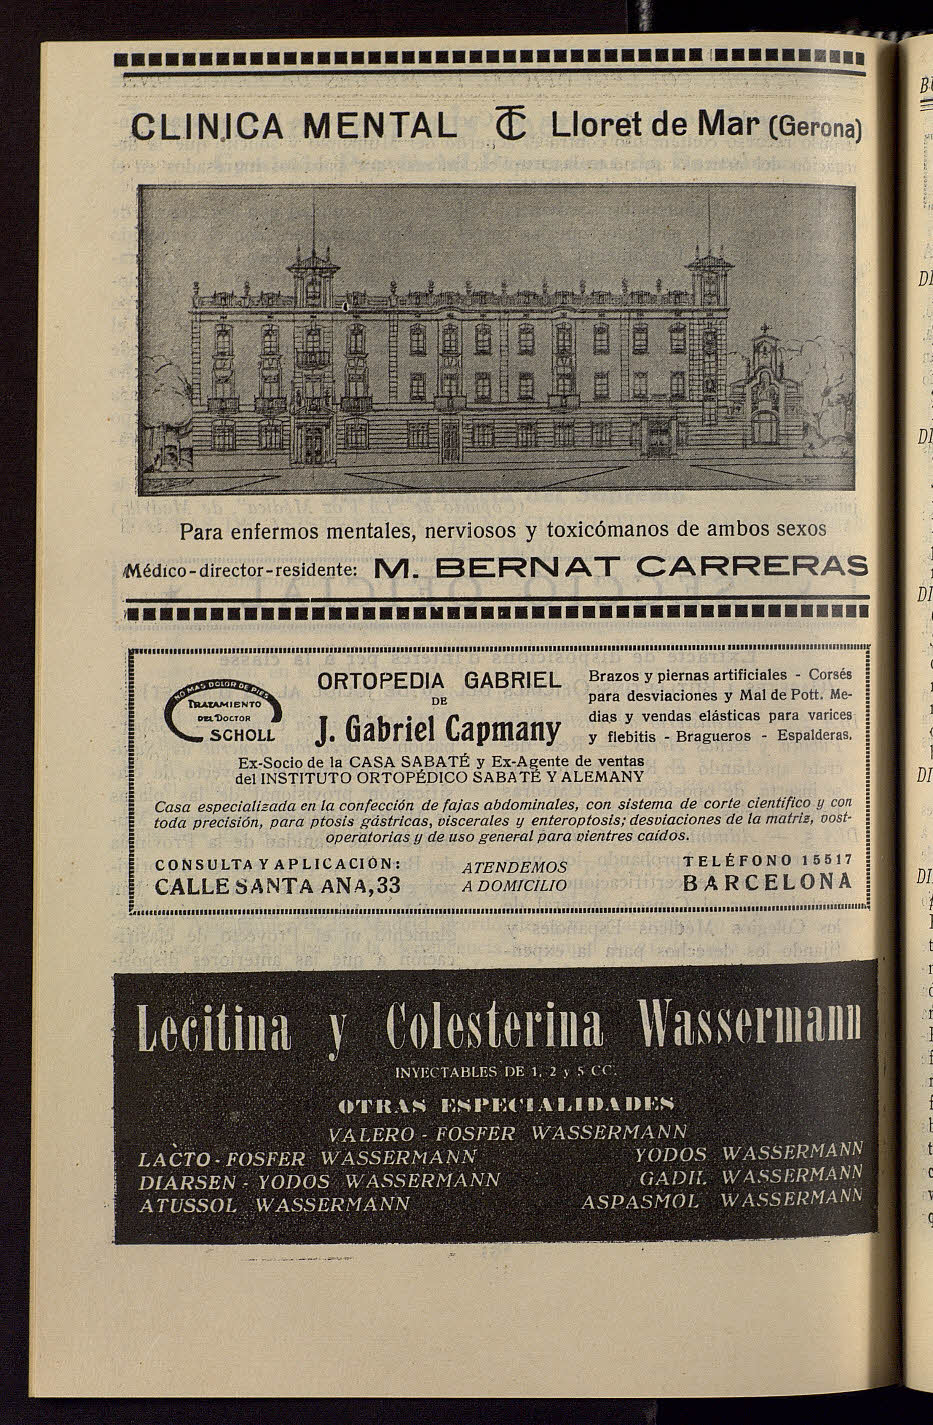 CLINICA MENTAL TC Lloret de Mar (Gerona)
Para enfermos mentales, nerviosos y toxicómanos de ambos sexos
Médico-director-residente: M. BERNAT CARRERAS
NO MAS DOLOR DE PIES
TRATAMIENTO
DEL DOCTOR
SCHOLL
ORTOPEDIA GABRIEL
DE
J. Gabriel Capmany
Brazos y piernas artificiales - Corsés
para desviaciones y Mal de Pott. Me-
dias y vendas elásticas para varices
y flebitis - Bragueros - Espalderas.
Ex-Socio de la CASA SABATÉ y Ex-Agente de ventas
del INSTITUTO ORTOPÉDICO SABATÉ Y ALEMANY
Casa especializada en la confección de fajas abdominales, con sistema de corte científico y con
toda precisión, para ptosis gástricas, viscerales y enteroptosis; desviaciones de la matriz, post-
operatorias y de uso general para vientres caídos.
CONSULTA Y APLICACIÓN:
CALLE SANTA ANA, 33
ATENDEMOS
A DOMICILIO
TELÉFONO 15517
BARCELONA
Lecitina y Colesterina Wassermann
INYECTABLES DE 1, 2 y 5 CC.
OTRAS ESPECIALIDADES
VALERO - FOSFER WASSERMANN
LACTO - FOSFER WASSERMANN
DIARSEN - YODOS WASSERMANN
ATUSSOL WASSERMANN
YODOS WASSERMANN
GADIL WASSERMANN
ASPASMOL WASSERMANN